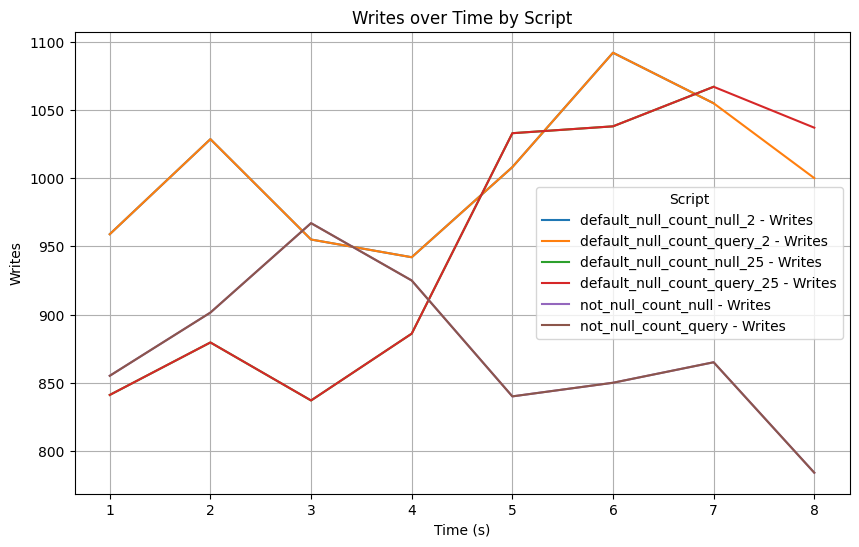 Writes over Time by Script
1100
1050
1000
950
900
850
800
Writes
Script
default_null_count_null_2 - Writes
default_null_count_query_2 - Writes
default_null_count_null_25 - Writes
default_null_count_query_25 - Writes
not_null_count_null - Writes
not_null_count_query - Writes
1 2 3 4 5 6 7 8
Time (s)